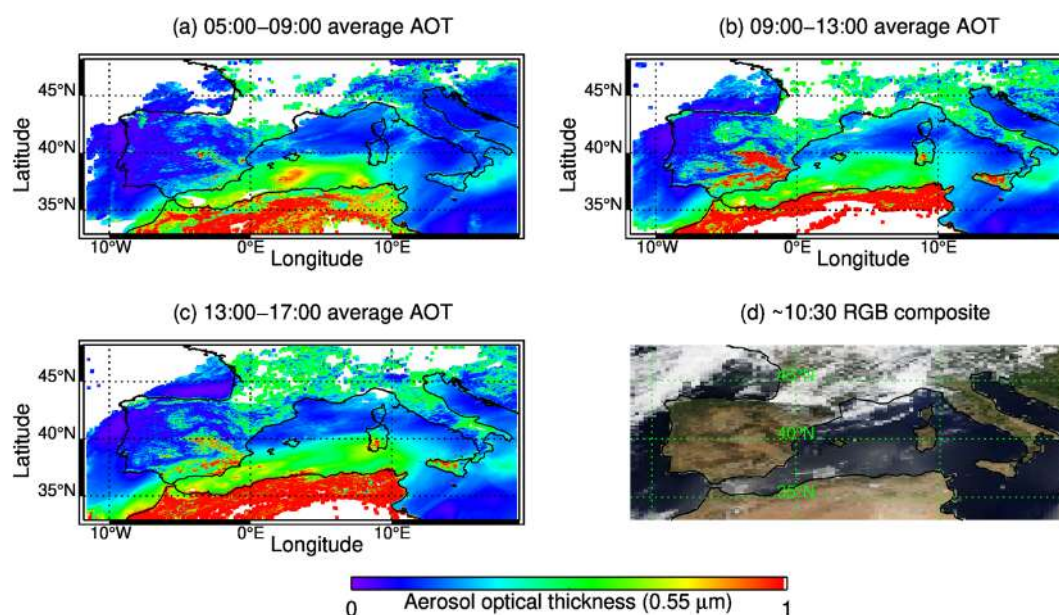 (a) 05:00–09:00 average AOT
(b) 09:00–13:00 average AOT
45°N
40°N
35°N
Latitude
10°W
0°E
10°E
Longitude
45°N
40°N
35°N
Latitude
10°W
0°E
10°E
Longitude
(c) 13:00–17:00 average AOT
(d) ~10:30 RGB composite
45°N
40°N
35°N
Latitude
10°W
0°E
10°E
Longitude
45°N
40°N
35°N
0
Aerosol optical thickness (0.55 μm)
1